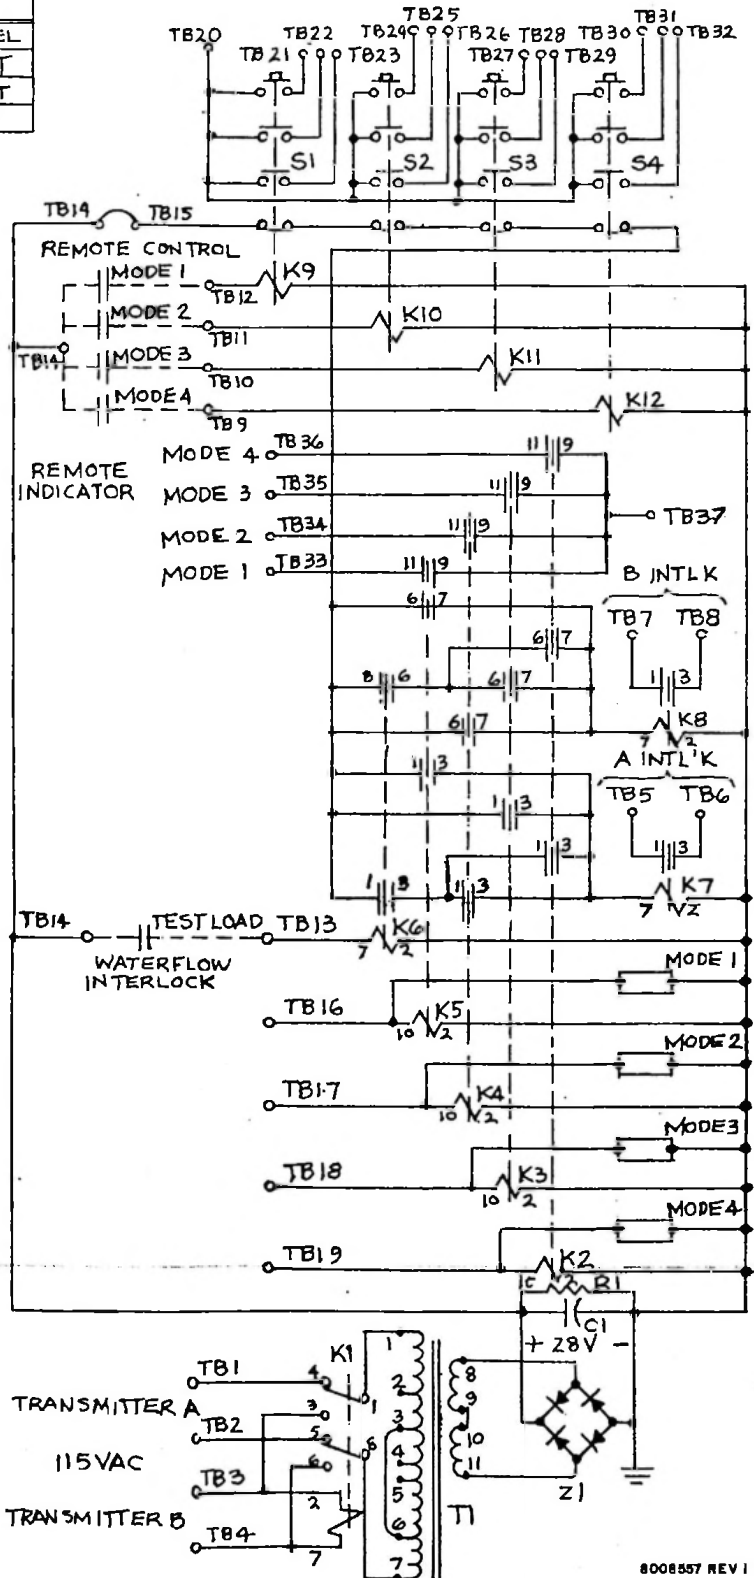 EL
T
T
TB20
TB21
TB22
TB23
TB24
TB25
TB26
TB27
TB28
TB29
TB30
TB31
TB32
S1
S2
S3
S4
TB14
TB15
REMOTE CONTROL
MODE 1
TB12
K9
MODE 2
TB11
K10
TB14
MODE 3
TB10
K11
MODE 4
TB9
K12
REMOTE
INDICATOR
MODE 4
TB36
11
9
MODE 3
TB35
11
9
TB37
MODE 2
TB34
11
9
MODE 1
TB33
11
9
B INTLK
TB7
TB8
6
7
6
7
8
6
6
7
1
3
6
7
K8
7
2
A INTL'K
1
3
TB5
TB6
1
3
1
3
1
3
1
3
K7
7
2
TB14
TEST LOAD
TB13
K6
7
2
WATERFLOW
INTERLOCK
MODE 1
TB16
K5
10
2
MODE 2
TB17
K4
10
2
MODE 3
TB18
K3
10
2
MODE 4
TB19
K2
2
R1
C1
+ 28V -
TB1
K1
4
1
1
2
8
TRANSMITTER A
3
9
TB2
5
3
10
115VAC
6
4
11
TB3
2
5
Z1
TRANSMITTER B
T1
6
TB4
7
7
8008557 REV 1